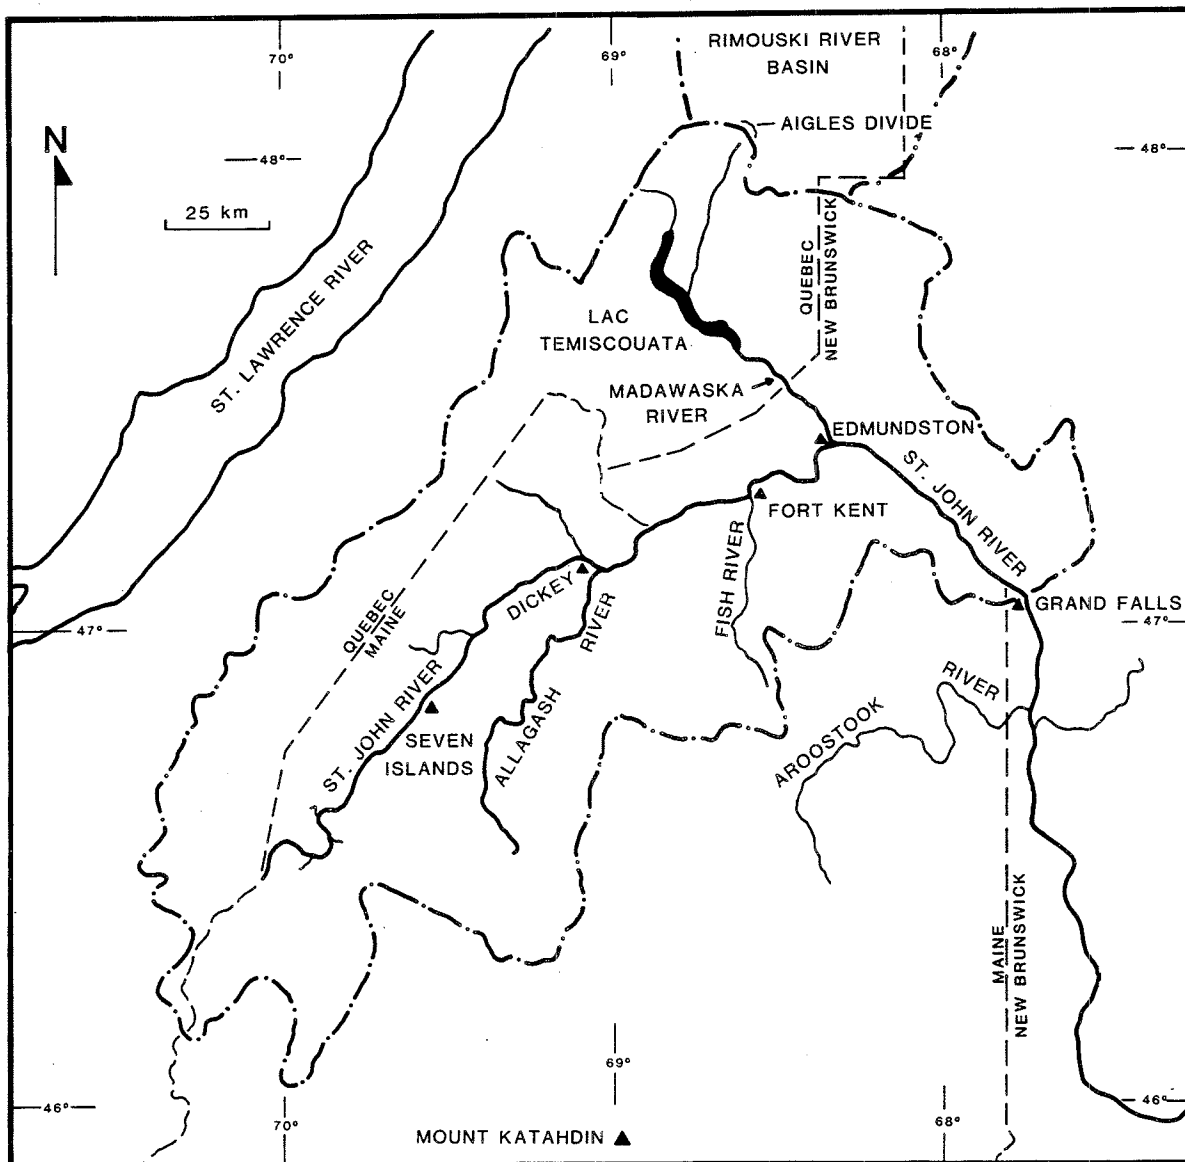 RIMOUSKI RIVER
BASIN
70°
69°
68°
AIGLES DIVIDE
N
48°
48°
25 km
QUEBEC
NEW BRUNSWICK
ST. LAWRENCE RIVER
LAC
TEMISCOUATA
MADAWASKA
RIVER
EDMUNDSTON
ST. JOHN RIVER
FORT KENT
FISH RIVER
DICKEY
GRAND FALLS
47°
47°
QUEBEC
MAINE
ST. JOHN RIVER
ALLAGASH
RIVER
SEVEN
ISLANDS
AROOSTOOK
RIVER
MAINE
NEW BRUNSWICK
69°
46°
46°
70°
68°
MOUNT KATAHDIN